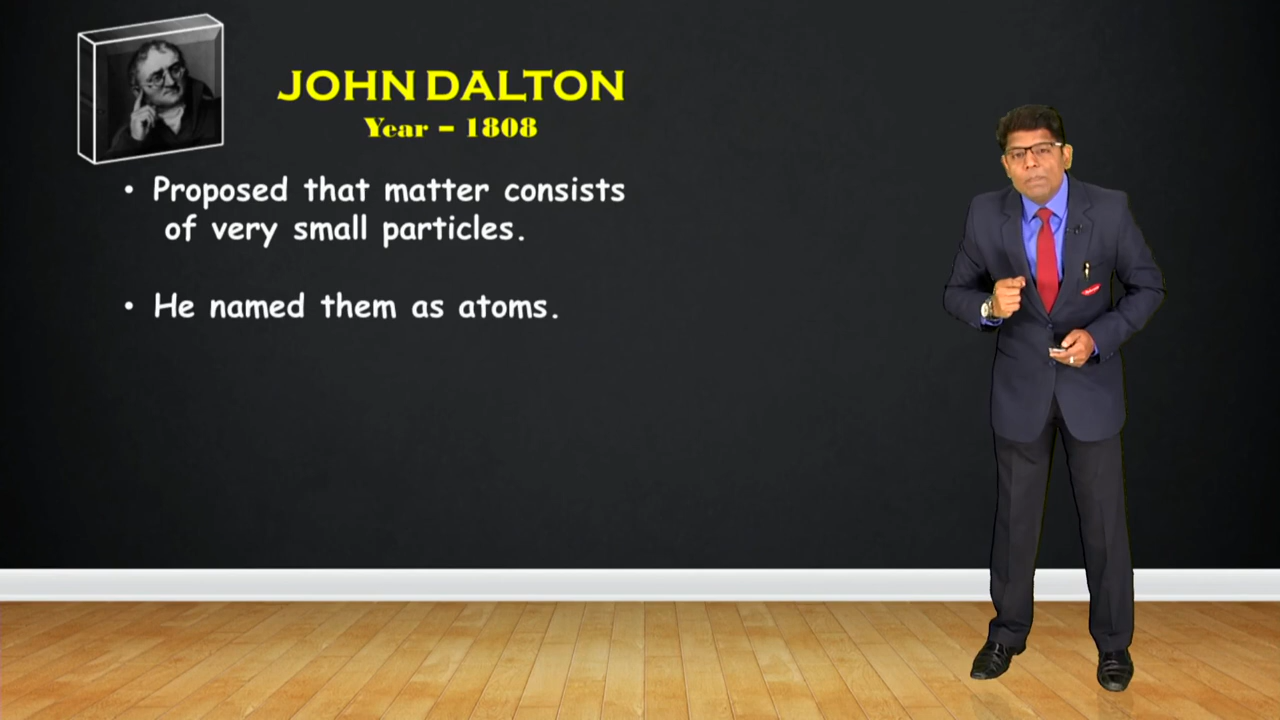 JOHN DALTON
Year – 1808
• Proposed that matter consists
of very small particles.
• He named them as atoms.